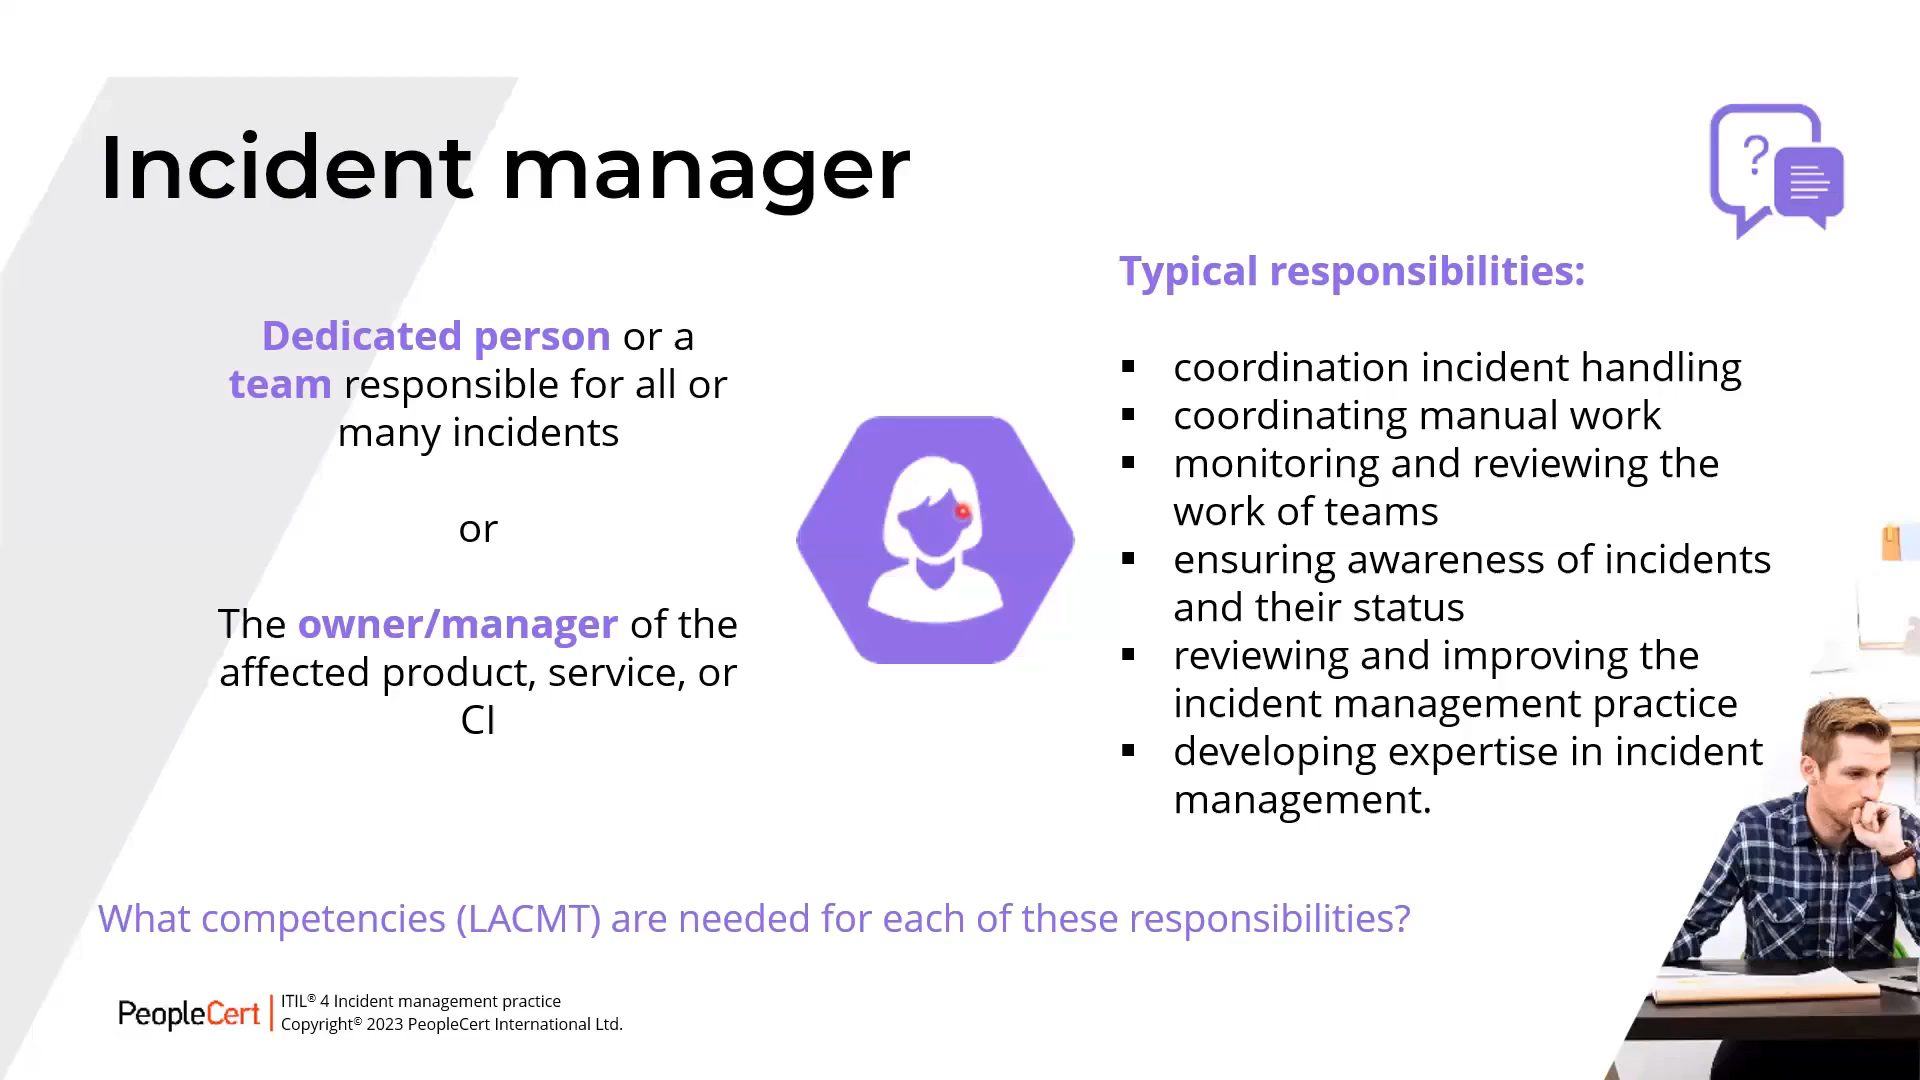 Incident manager
?
Dedicated person or a
team responsible for all or
many incidents
or
The owner/manager of the
affected product, service, or
CI
Typical responsibilities:
▪ coordination incident handling
▪ coordinating manual work
▪ monitoring and reviewing the
work of teams
▪ ensuring awareness of incidents
and their status
▪ reviewing and improving the
incident management practice
▪ developing expertise in incident
management.
What competencies (LACMT) are needed for each of these responsibilities?
PeopleCert
ITIL® 4 Incident management practice
Copyright© 2023 PeopleCert International Ltd.